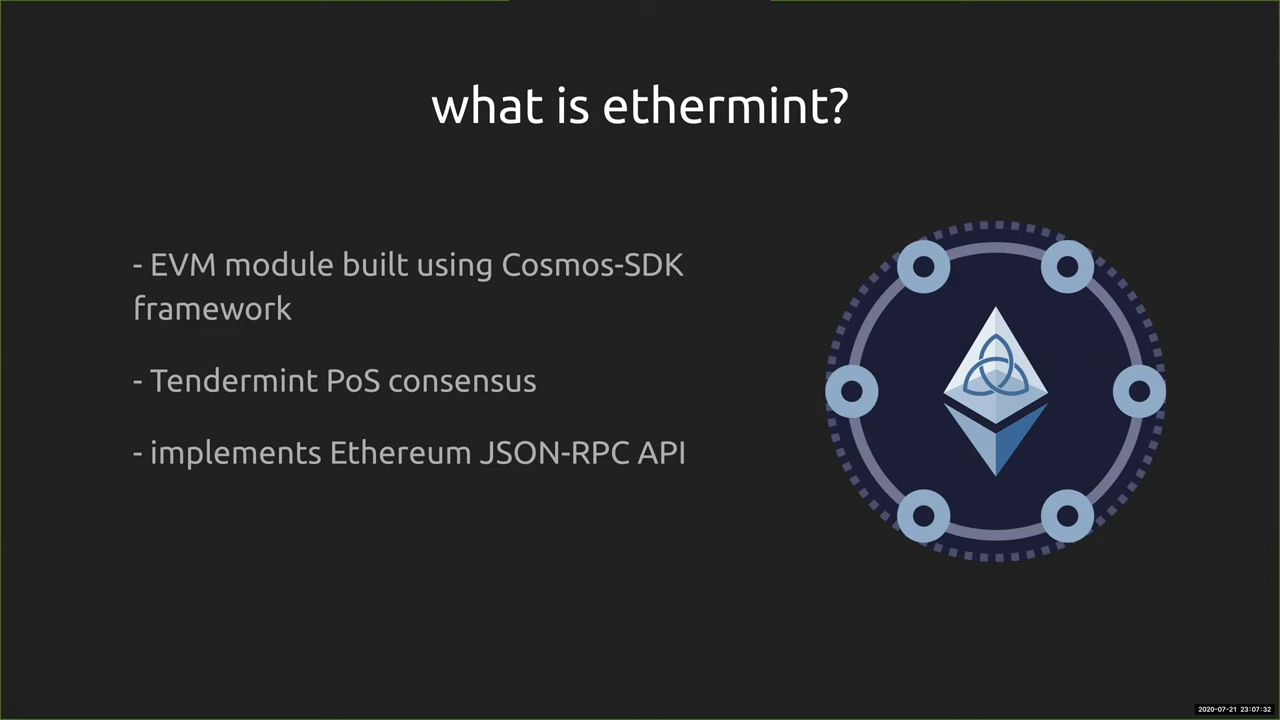 what is ethermint?
- EVM module built using Cosmos-SDK
framework
- Tendermint PoS consensus
- implements Ethereum JSON-RPC API
2020-07-21 23:07:32